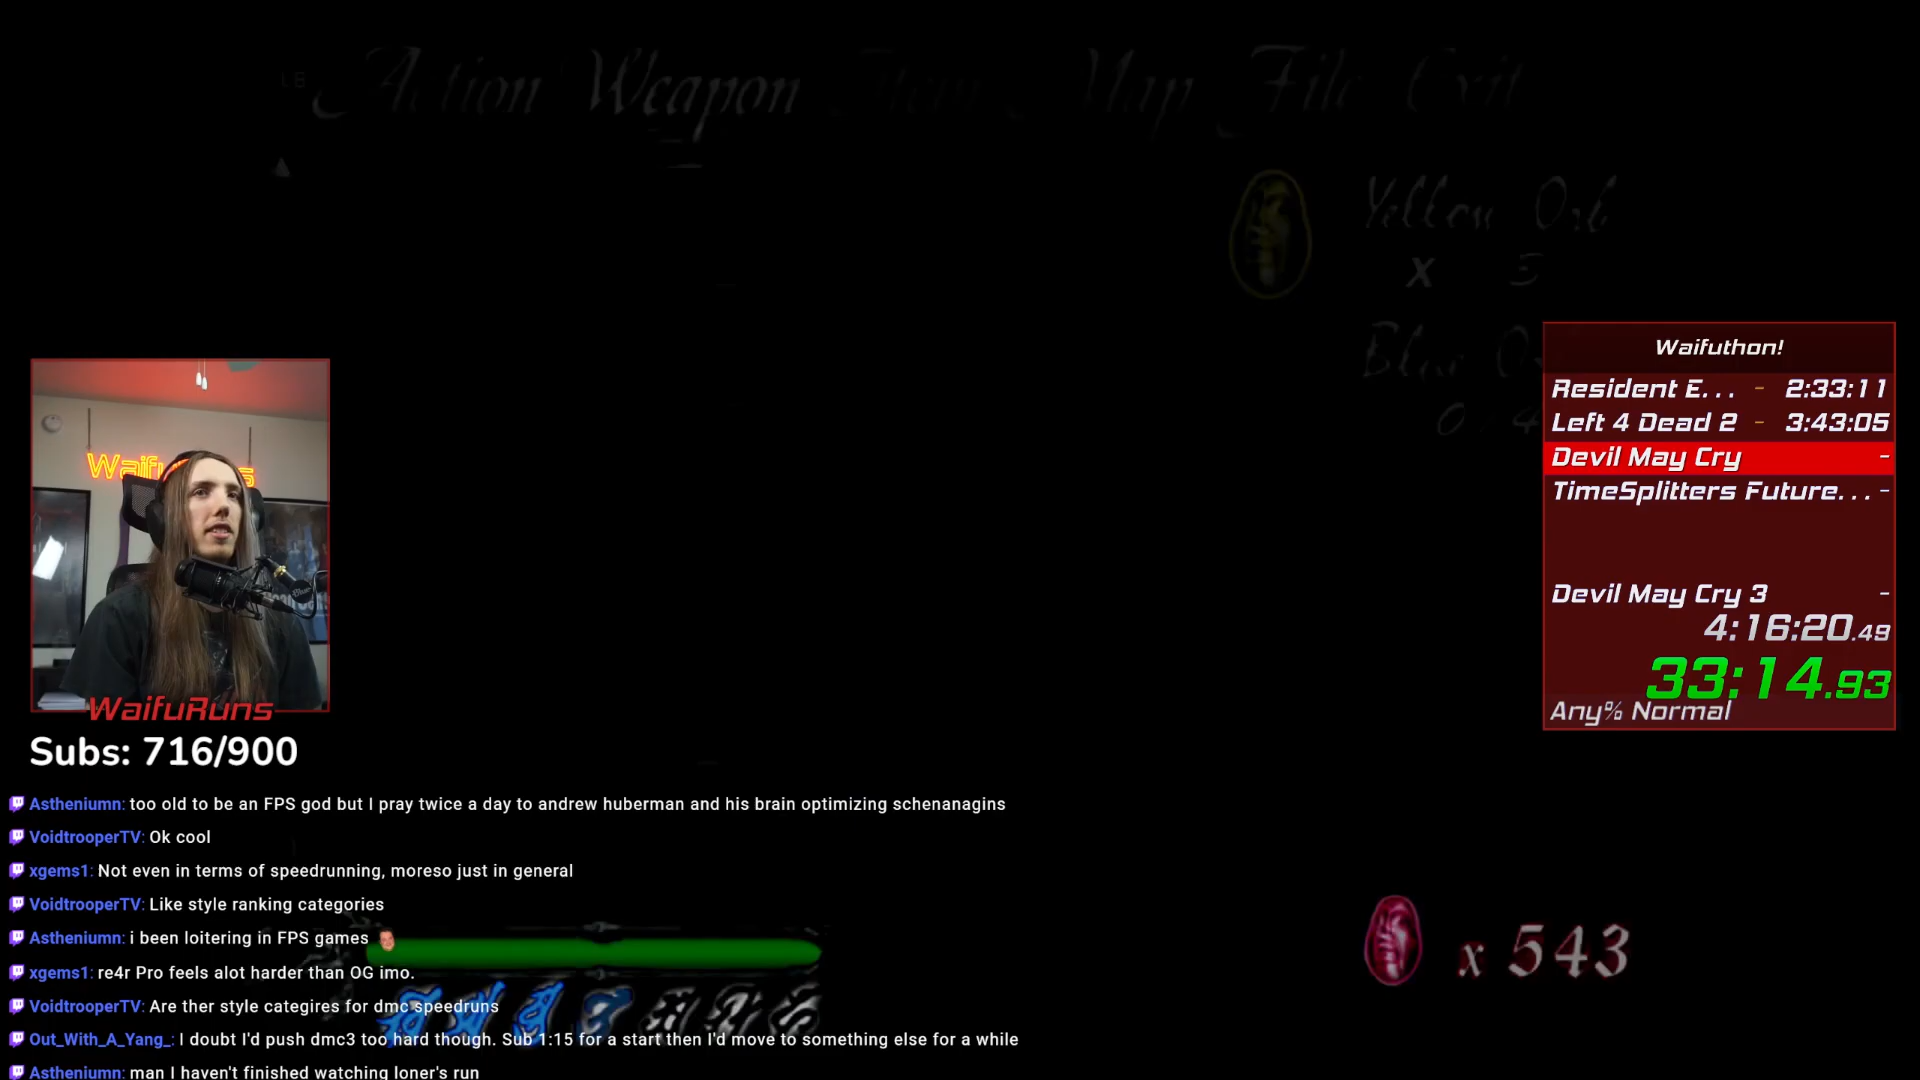 LB Action Weapon Item Map File Exit
Yellow Orb
x 5
Waifuthon!
Resident E... - 2:33:11
Left 4 Dead 2 - 3:43:05
Devil May Cry -
TimeSplitters Future... -
Devil May Cry 3 -
4:16:20.49
33:14.93
Any% Normal
WaifuRuns
Subs: 716/900
Astheniumn: too old to be an FPS god but I pray twice a day to andrew huberman and his brain optimizing schenanagins
VoidtrooperTV: Ok cool
xgems1: Not even in terms of speedrunning, moreso just in general
VoidtrooperTV: Like style ranking categories
Astheniumn: i been loitering in FPS games
xgems1: re4r Pro feels alot harder than OG imo.
VoidtrooperTV: Are ther style categires for dmc speedruns
Out_With_A_Yang_: I doubt I'd push dmc3 too hard though. Sub 1:15 for a start then I'd move to something else for a while
Astheniumn: man I haven't finished watching loner's run
x 543